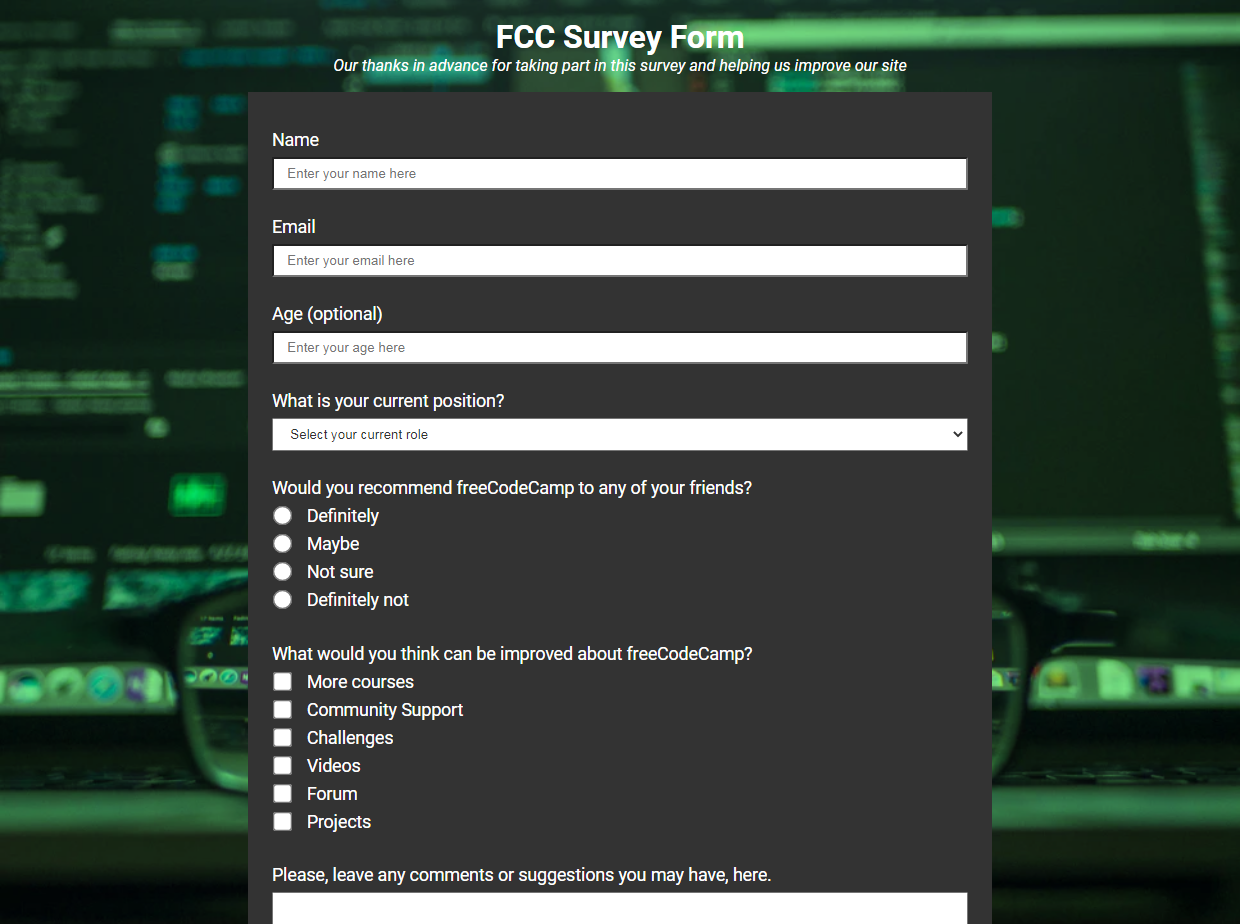 FCC Survey Form
Our thanks in advance for taking part in this survey and helping us improve our site
Name
Enter your name here
Email
Enter your email here
Age (optional)
Enter your age here
What is your current position?
Select your current role
Would you recommend freeCodeCamp to any of your friends?
Definitely
Maybe
Not sure
Definitely not
What would you think can be improved about freeCodeCamp?
More courses
Community Support
Challenges
Videos
Forum
Projects
Please, leave any comments or suggestions you may have, here.